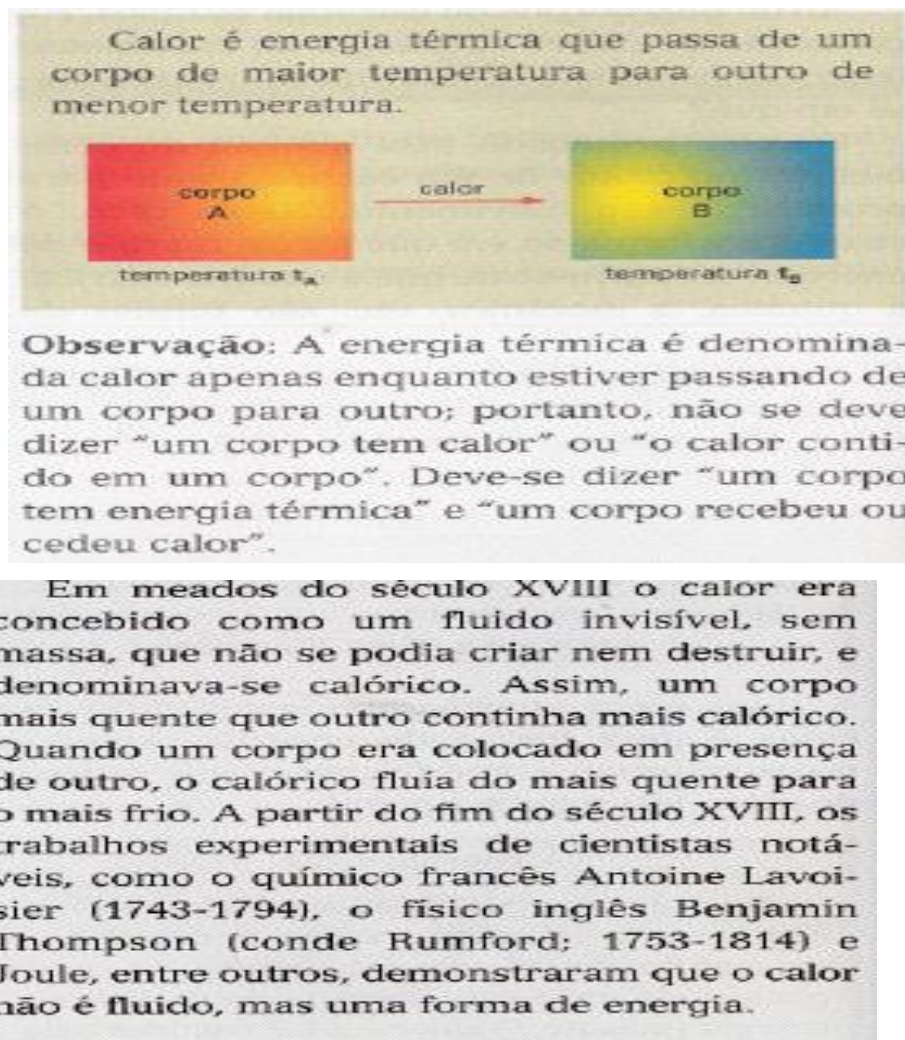 Calor é energia térmica que passa de um
corpo de maior temperatura para outro de
menor temperatura.
corpo
A
calor
corpo
B
temperatura tA
temperatura tB
Observação: A energia térmica é denomina-
da calor apenas enquanto estiver passando de
um corpo para outro; portanto, não se deve
dizer "um corpo tem calor" ou "o calor conti-
do em um corpo". Deve-se dizer "um corpo
tem energia térmica" e "um corpo recebeu ou
cedeu calor".
Em meados do século XVIII o calor era
concebido como um fluido invisível, sem
massa, que não se podia criar nem destruir, e
denominava-se calórico. Assim, um corpo
mais quente que outro continha mais calórico.
Quando um corpo era colocado em presença
de outro, o calórico fluía do mais quente para
o mais frio. A partir do fim do século XVIII, os
trabalhos experimentais de cientistas notá-
veis, como o químico francês Antoine Lavoi-
sier (1743-1794), o físico inglês Benjamin
Thompson (conde Rumford; 1753-1814) e
Joule, entre outros, demonstraram que o calor
não é fluido, mas uma forma de energia.